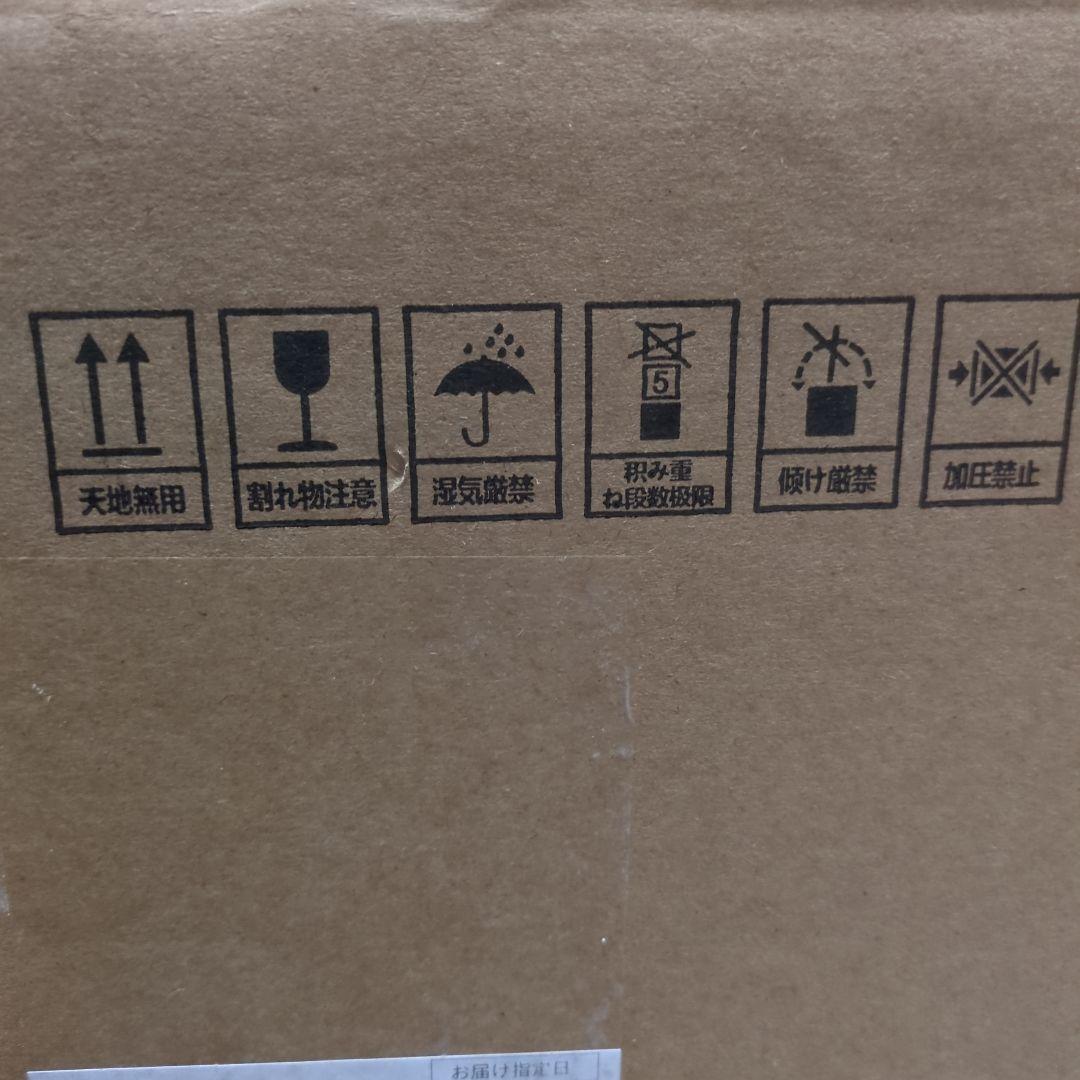 天地無用
割れ物注意
湿気厳禁
5
積み重
ね段数极限
傾け厳禁
加圧禁止
お届け指定日